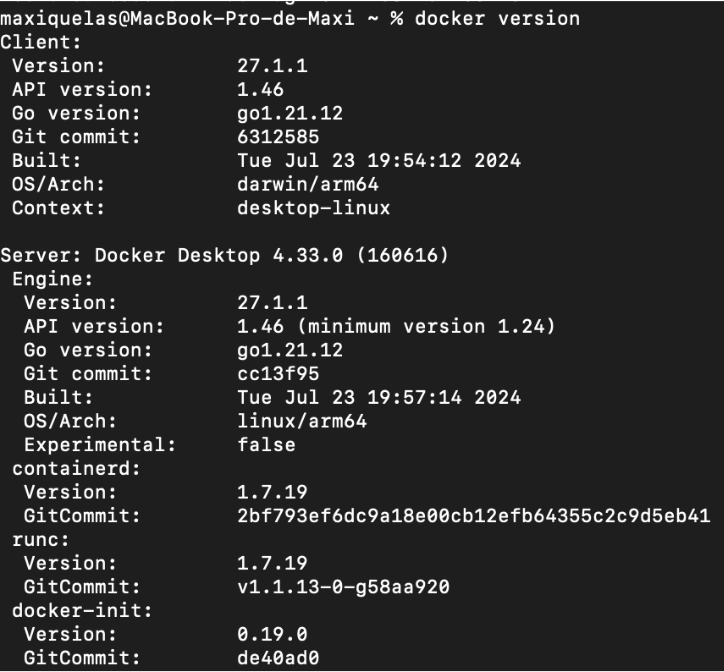 maxiquelas@MacBook-Pro-de-Maxi ~ % docker version
Client:
 Version:           27.1.1
 API version:       1.46
 Go version:        go1.21.12
 Git commit:        6312585
 Built:             Tue Jul 23 19:54:12 2024
 OS/Arch:           darwin/arm64
 Context:           desktop-linux

Server: Docker Desktop 4.33.0 (160616)
 Engine:
  Version:          27.1.1
  API version:      1.46 (minimum version 1.24)
  Go version:       go1.21.12
  Git commit:       cc13f95
  Built:            Tue Jul 23 19:57:14 2024
  OS/Arch:          linux/arm64
  Experimental:     false
 containerd:
  Version:          1.7.19
  GitCommit:        2bf793ef6dc9a18e00cb12efb64355c2c9d5eb41
 runc:
  Version:          1.7.19
  GitCommit:        v1.1.13-0-g58aa920
 docker-init:
  Version:          0.19.0
  GitCommit:        de40ad0